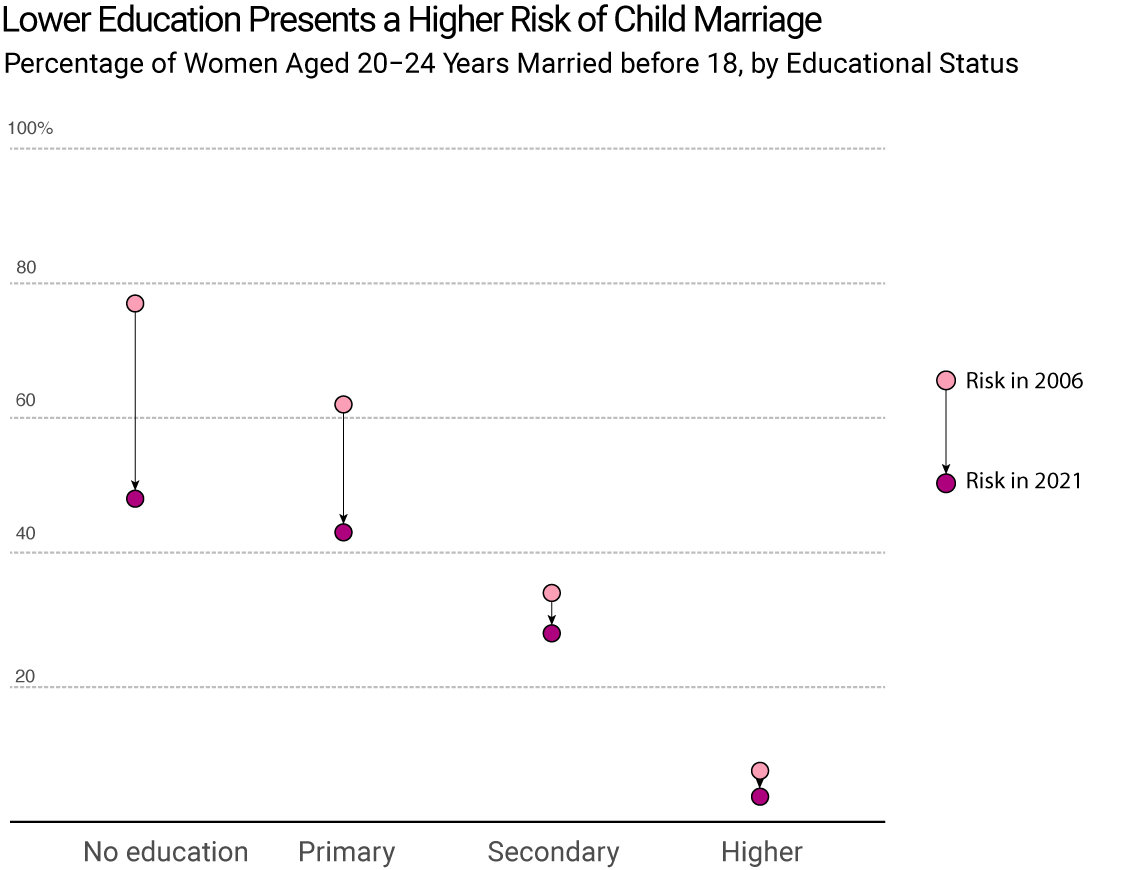 Lower Education Presents a Higher Risk of Child Marriage
Percentage of Women Aged 20–24 Years Married before 18, by Educational Status
100%
80
60
40
20
Risk in 2006
Risk in 2021
No education Primary Secondary Higher